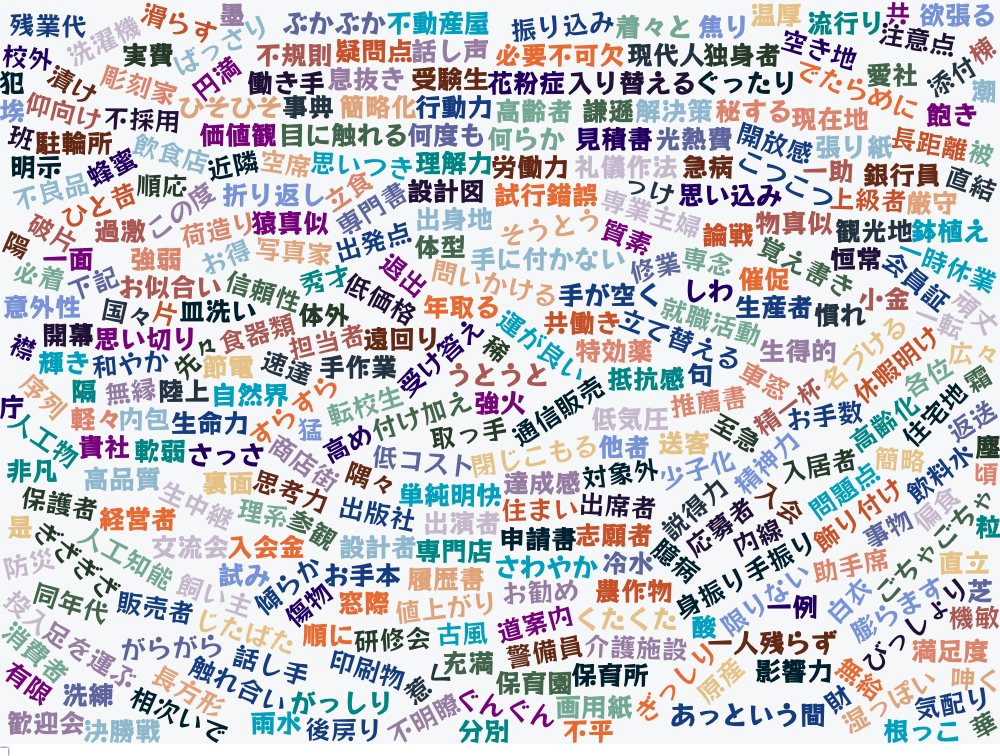 残業代
洗濯機
滑らす
墨
ばっさり
ぶかぶか
不動産屋
振り込み
着々と
焦り
温厚
流行り
共
欲張る
校外
実費
不規則
疑問点
話し声
必要不可欠
現代人
独身者
空き地
注意点
棟
犯
漬け
彫刻家
円満
働き手
息抜き
受験生
花粉症
入り替える
ぐったり
でたらめに
愛社
添付
潮
埃
仰向け
不採用
ひそひそ
事典
簡略化
行動力
高齢者
謙遜
解決策
秘する
現在地
飽き
班
駐輪所
飲食店
価値観
目に触れる
何度も
何らか
見積書
光熱費
開放感
張り紙
長距離
被
明示
蜂蜜
近隣
空席
思いつき
理解力
労働力
礼儀作法
急病
こつこつ
一助
銀行員
直結
不良品
ひと苦
順応
この度
折り返し
立食
専門書
設計図
試行錯誤
つけ
思い込み
上級者
厳守
破片
過激
荷造り
猿真似
出発点
出身地
そうとう
専業主婦
質素
論戦
物真似
観光地
鉢植え
陽
一面
強弱
お得
写真家
体型
手に付かない
修業
専念
覚え書き
恒常
会員証
一時休業
必着
下記
お似合い
信頼性
秀才
退出
問いかける
手が空く
しわ
催促
生産者
小金
一転
頑丈
意外性
国々
片
皿洗い
体外
低価格
年取る
運が良い
共働き
立て替える
就職活動
慣れ
襟
開幕
思い切り
食器類
担当者
遠回り
受け答え
稀
特効薬
生得的
名づける
休暇明け
広々
輝き
和やか
先々
節電
速達
手作業
うとうと
抵抗感
句
車窓
精一杯
各位
霜
序列
隔
無縁
陸上
自然界
すらすら
転校生
付け加え
強火
通信販売
低気圧
推薦書
お手数
高齢化
住宅地
返送
庁
人工物
軽々
内包
生命力
猛
高め
取っ手
閉じこもる
他者
送客
至急
精神力
入居者
簡略
飲料水
塵
非凡
貴社
軟弱
さっさ
商店街
隅々
低コスト
達成感
対象外
少子化
問題点
偏食
頃
高品質
裏面
思考力
単純明快
住まい
出席者
説得力
入会
飾り付け
事物
ごちゃごちゃ
粒
保護者
経営者
生中継
理系
参観
出版社
出演者
申請書
志願者
隠蔽
応募者
内線
身振り手振り
是
ぎざぎざ
人工知能
交流会
入会金
設計者
専門店
さわやか
冷水
助手席
直立
防災
同年代
飼い主
試み
傾らか
お手本
履歴書
お勧め
農作物
限りない
一例
白衣
膨らます
芝
投入
販売者
じたばた
傷物
窓際
値上がり
道案内
くたくた
酸
一人残らず
びっしょり
機敏
消費者
足を運ぶ
がらがら
順に
研修会
古風
警備員
介護施設
満足度
有限
洗練
触れ合い
話し手
印刷物
煮
く
充満
保育園
保育所
ぎっしり
原産
影響力
無咎
呻く
歓迎会
決勝戦
相次いで
長方形
がっしり
雨水
後戻り
不明瞭
ぐんぐん
分別
画用紙
不平
あっという間
財
湿っぽい
気配り
根っこ
華